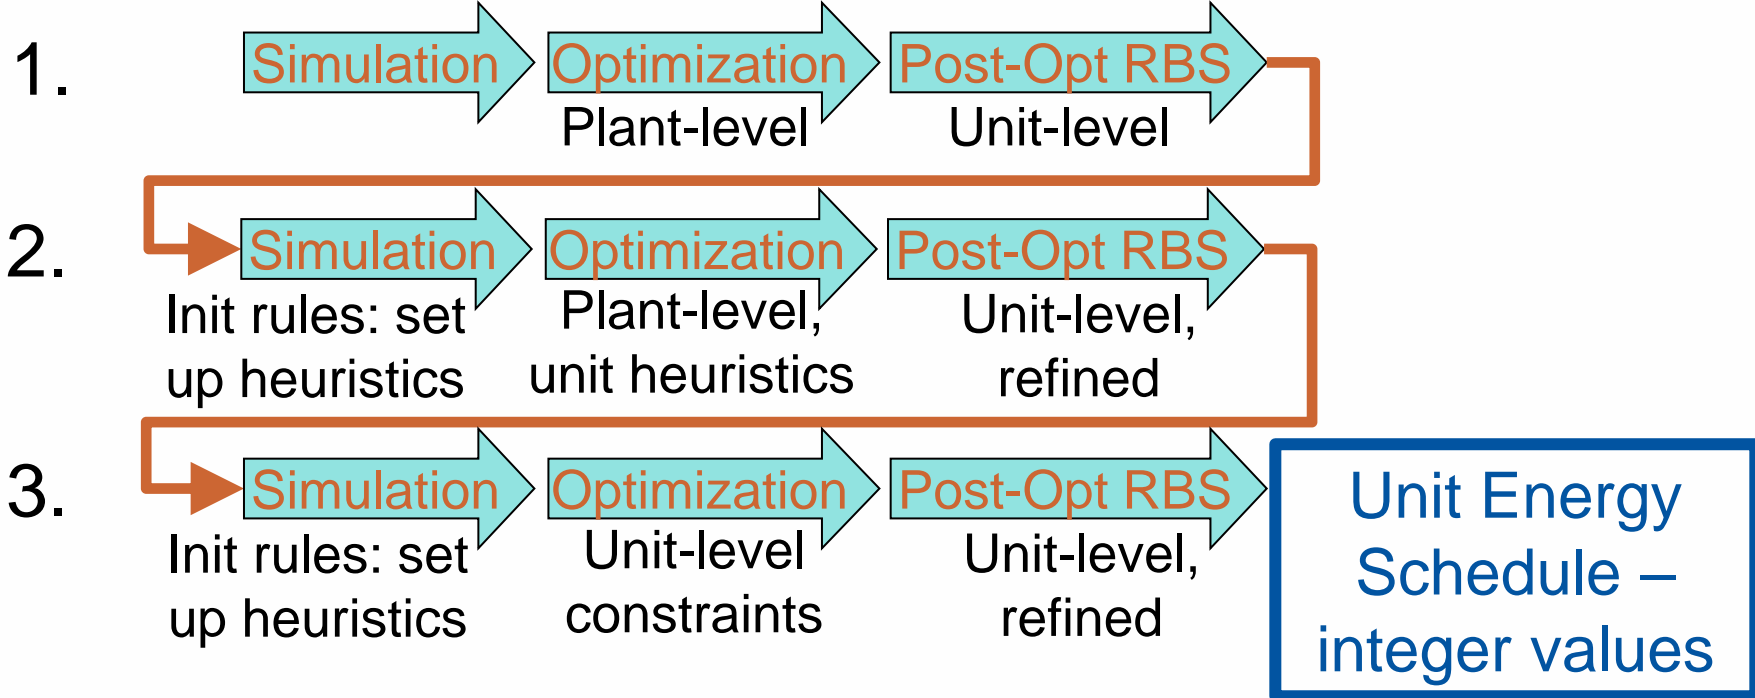 1.
Simulation Optimization Post-Opt RBS
Plant-level Unit-level
2.
Simulation Optimization Post-Opt RBS
Init rules: set Plant-level, Unit-level,
up heuristics unit heuristics refined
3.
Simulation Optimization Post-Opt RBS
Init rules: set Unit-level Unit-level,
up heuristics constraints refined
Unit Energy
Schedule –
integer values